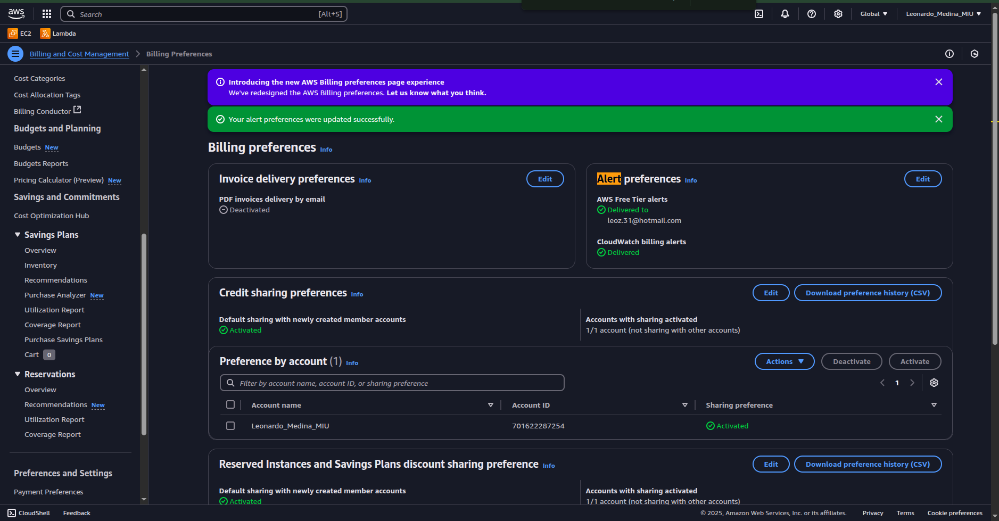 aws
Search
[Alt+S]
Global
Leonardo_Medina_MIU
EC2
Lambda
Billing and Cost Management
Billing Preferences
Cost Categories
Cost Allocation Tags
Billing Conductor
Budgets and Planning
Budgets New
Budgets Reports
Pricing Calculator (Preview) New
Savings and Commitments
Cost Optimization Hub
Savings Plans
Overview
Inventory
Recommendations
Purchase Analyzer New
Utilization Report
Coverage Report
Purchase Savings Plans
Cart 0
Reservations
Overview
Recommendations New
Utilization Report
Coverage Report
Preferences and Settings
Payment Preferences
Introducing the new AWS Billing preferences page experience
We've redesigned the AWS Billing preferences. Let us know what you think.
Your alert preferences were updated successfully.
Billing preferences Info
Invoice delivery preferences Info
Edit
PDF invoices delivery by email
Deactivated
Alert preferences Info
Edit
AWS Free Tier alerts
Delivered to
leoz.31@hotmail.com
CloudWatch billing alerts
Delivered
Credit sharing preferences Info
Edit
Download preference history (CSV)
Default sharing with newly created member accounts
Activated
Accounts with sharing activated
1/1 account (not sharing with other accounts)
Preference by account (1) Info
Actions
Deactivate
Activate
Filter by account name, account ID, or sharing preference
1
Account name
Account ID
Sharing preference
Leonardo_Medina_MIU
701622287254
Activated
Reserved Instances and Savings Plans discount sharing preference Info
Edit
Download preference history (CSV)
Default sharing with newly created member accounts
Activated
Accounts with sharing activated
1/1 account (not sharing with other accounts)
CloudShell
Feedback
© 2025, Amazon Web Services, Inc. or its affiliates.
Privacy
Terms
Cookie preferences